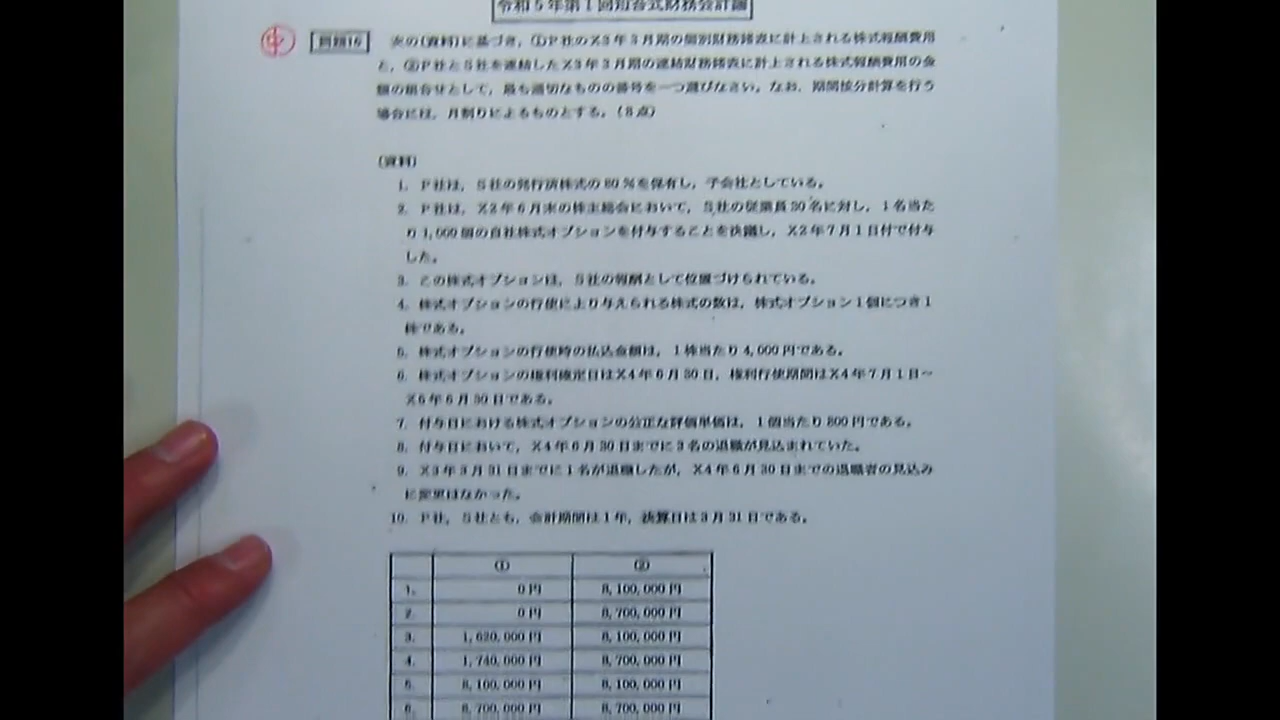 令和5年第1回短答式財務会計論
中 問題16 次の(資料)に基づき,①P社のX3年3月期の個別財務諸表に計上される株式報酬費用
と,②P社とS社を連結したX3年3月期の連結財務諸表に計上される株式報酬費用の金
額の組合せとして,最も適切なものの番号を一つ選びなさい。なお,期間按分計算を行う
場合には,月割りによるものとする。(8点)
(資料)
1. P社は,S社の発行済株式の80%を保有し,子会社としている。
2. P社は,X2年6月末の株主総会において,S社の従業員30名に対し,1名当た
り1,000個の自社株式オプションを付与することを決議し,X2年7月1日付で付与
した。
3. この株式オプションは,S社の報酬として位置づけられている。
4. 株式オプションの行使により与えられる株式の数は,株式オプション1個につき1
株である。
5. 株式オプションの行使時の払込金額は,1株当たり4,000円である。
6. 株式オプションの権利確定日はX4年6月30日,権利行使期間はX4年7月1日~
X6年6月30日である。
7. 付与日における株式オプションの公正な評価単価は,1個当たり800円である。
8. 付与日において,X4年6月30日までに3名の退職が見込まれていた。
9. X3年3月31日までに1名が退職したが,X4年6月30日までの退職者の見込み
に変更はなかった。
10. P社,S社とも,会計期間は1年,決算日は3月31日である。
① ②
1. 0円 8,100,000円
2. 0円 8,700,000円
3. 1,620,000円 8,100,000円
4. 1,740,000円 8,700,000円
5. 8,100,000円 8,100,000円
6. 8,700,000円 8,700,000円